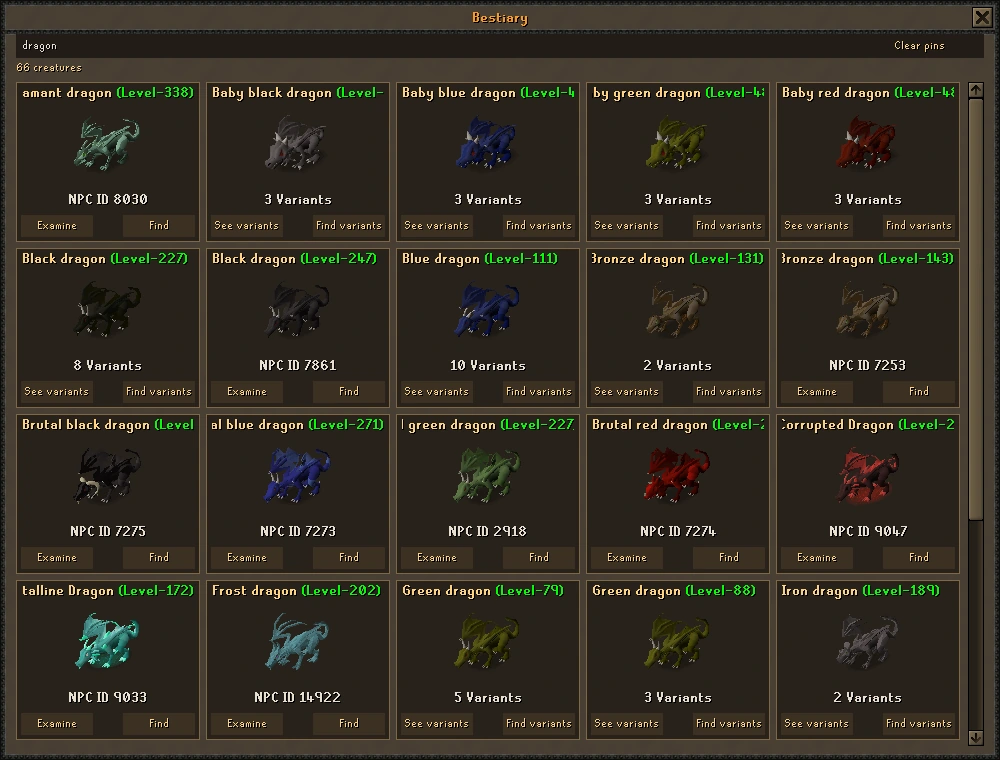 Bestiary
dragon
Clear pins
66 creatures
amant dragon (Level-338)
NPC ID 8030
Examine Find
Baby black dragon (Level-
3 Variants
See variants Find variants
Baby blue dragon (Level-4
3 Variants
See variants Find variants
by green dragon (Level-48
3 Variants
See variants Find variants
Baby red dragon (Level-48
3 Variants
See variants Find variants
Black dragon (Level-227)
8 Variants
See variants Find variants
Black dragon (Level-247)
NPC ID 7861
Examine Find
Blue dragon (Level-111)
10 Variants
See variants Find variants
Bronze dragon (Level-131)
2 Variants
See variants Find variants
Bronze dragon (Level-143)
NPC ID 7253
Examine Find
Brutal black dragon (Level
NPC ID 7275
Examine Find
al blue dragon (Level-271)
NPC ID 7273
Examine Find
l green dragon (Level-227
NPC ID 2918
Examine Find
Brutal red dragon (Level-2
NPC ID 7274
Examine Find
Corrupted Dragon (Level-2
NPC ID 9047
Examine Find
talline Dragon (Level-172)
NPC ID 9033
Examine Find
Frost dragon (Level-202)
NPC ID 14922
Examine Find
Green dragon (Level-79)
5 Variants
See variants Find variants
Green dragon (Level-88)
3 Variants
See variants Find variants
Iron dragon (Level-189)
2 Variants
See variants Find variants